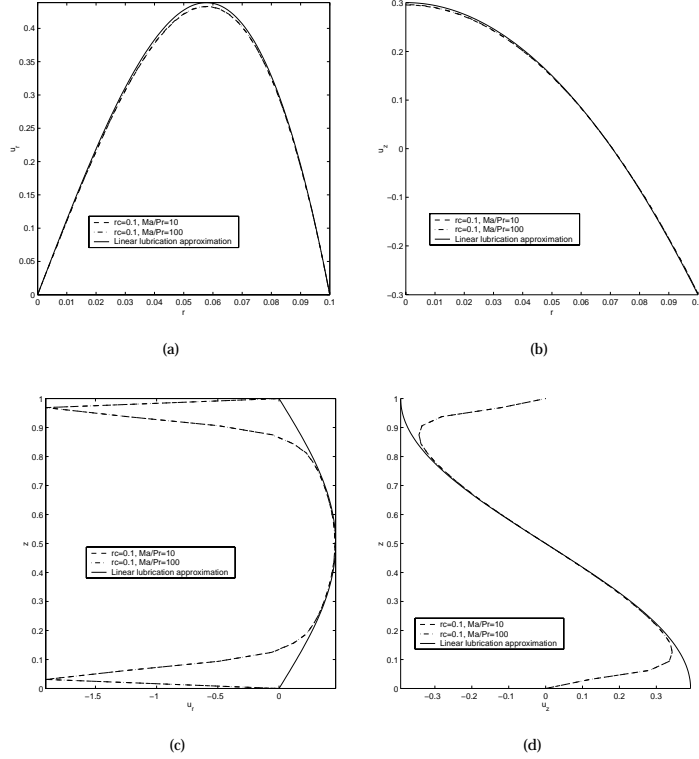 0.4
0.35
0.3
0.25
0.2
0.15
0.1
0.05
0
u_r
rc=0.1, Ma/Pr=10
rc=0.1, Ma/Pr=100
Linear lubrication approximation
0 0.01 0.02 0.03 0.04 0.05 0.06 0.07 0.08 0.09 0.1
r
(a)
0.3
0.2
0.1
0
−0.1
−0.2
−0.3
u_z
rc=0.1, Ma/Pr=10
rc=0.1, Ma/Pr=100
Linear lubrication approximation
0 0.01 0.02 0.03 0.04 0.05 0.06 0.07 0.08 0.09 0.
r
(b)
1
0.9
0.8
0.7
0.6
0.5
0.4
0.3
0.2
0.1
0
z
rc=0.1, Ma/Pr=10
rc=0.1, Ma/Pr=100
Linear lubrication approximation
−1.5 −1 −0.5 0
u_r
(c)
1
0.9
0.8
0.7
0.6
0.5
0.4
0.3
0.2
0.1
0
z
rc=0.1, Ma/Pr=10
rc=0.1, Ma/Pr=100
Linear lubrication approximation
−0.3 −0.2 −0.1 0 0.1 0.2 0.3
u_z
(d)